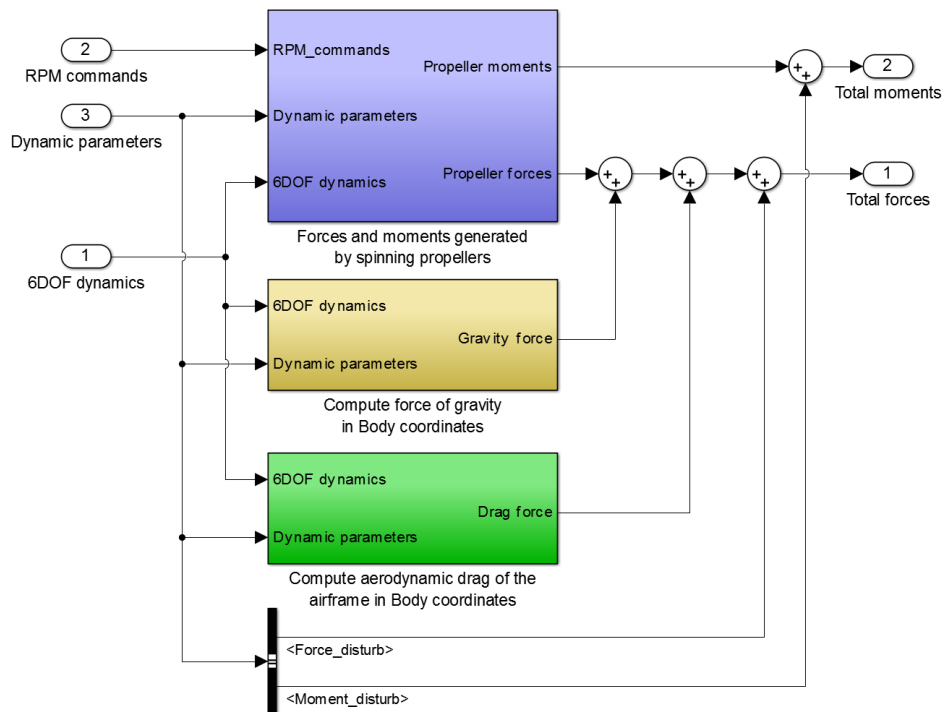 2
RPM commands
3
Dynamic parameters
1
6DOF dynamics
RPM_commands
Propeller moments
Dynamic parameters
Propeller forces
6DOF dynamics
Forces and moments generated
by spinning propellers
6DOF dynamics
Gravity force
Dynamic parameters
Compute force of gravity
in Body coordinates
6DOF dynamics
Drag force
Dynamic parameters
Compute aerodynamic drag of the
airframe in Body coordinates
<Force_disturb>
<Moment_disturb>
+
+
+
+
+
+
+
+
2
Total moments
1
Total forces